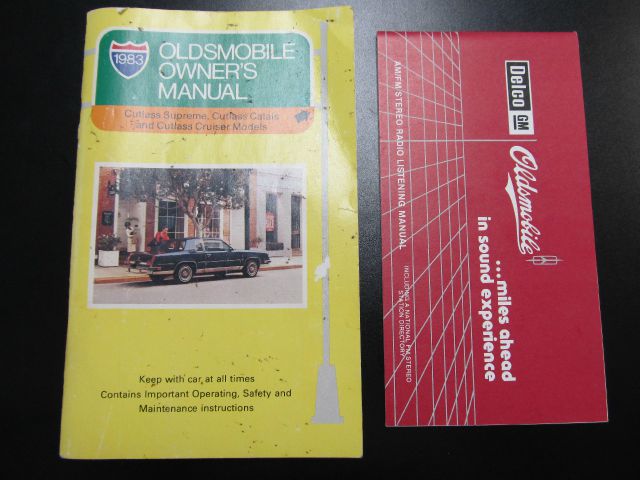 1983
OLDSMOBILE
OWNER'S
MANUAL
Cutlass Supreme, Cutlass Calais
and Cutlass Cruiser Models
Keep with car at all times
Contains Important Operating, Safety and
Maintenance instructions
Delco GM
Oldsmobile
...miles ahead
in sound experience
AM/FM STEREO RADIO LISTENING MANUAL
INCLUDING A NATIONAL FM STEREO
STATION DIRECTORY